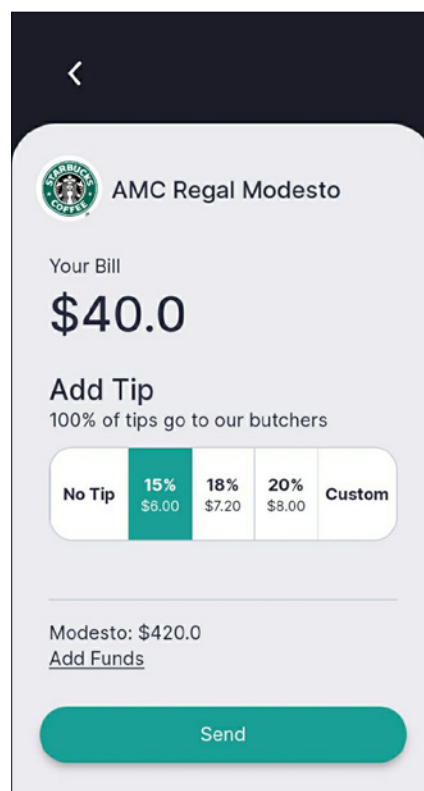 STARBUCKS
COFFEE
AMC Regal Modesto
Your Bill
$40.0
Add Tip
100% of tips go to our butchers
No Tip 15% 18% 20% Custom
$6.00 $7.20 $8.00
Modesto: $420.0
Add Funds
Send